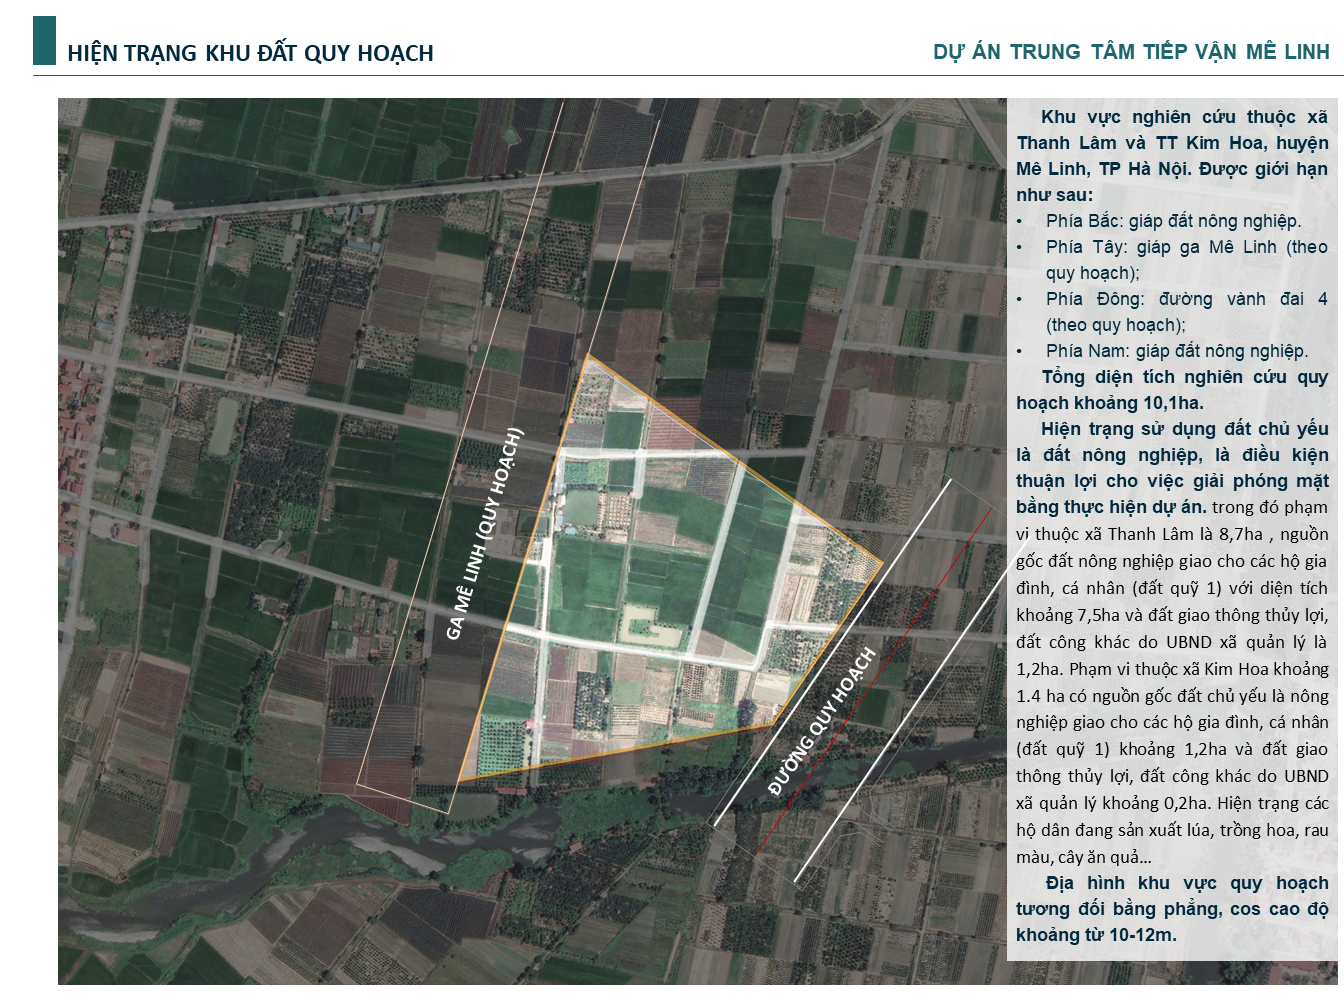 HIỆN TRẠNG KHU ĐẤT QUY HOẠCH
DỰ ÁN TRUNG TÂM TIẾP VẬN MÊ LINH
GA MÊ LINH (QUY HOẠCH)
ĐƯỜNG QUY HOẠCH
Khu vực nghiên cứu thuộc xã
Thanh Lâm và TT Kim Hoa, huyện
Mê Linh, TP Hà Nội. Được giới hạn
như sau:
• Phía Bắc: giáp đất nông nghiệp.
• Phía Tây: giáp ga Mê Linh (theo
quy hoạch);
• Phía Đông: đường vành đai 4
(theo quy hoạch);
• Phía Nam: giáp đất nông nghiệp.
Tổng diện tích nghiên cứu quy
hoạch khoảng 10,1ha.
Hiện trạng sử dụng đất chủ yếu
là đất nông nghiệp, là điều kiện
thuận lợi cho việc giải phóng mặt
bằng thực hiện dự án. trong đó phạm
vi thuộc xã Thanh Lâm là 8,7ha , nguồn
gốc đất nông nghiệp giao cho các hộ gia
đình, cá nhân (đất quỹ 1) với diện tích
khoảng 7,5ha và đất giao thông thủy lợi,
đất công khác do UBND xã quản lý là
1,2ha. Phạm vi thuộc xã Kim Hoa khoảng
1.4 ha có nguồn gốc đất chủ yếu là nông
nghiệp giao cho các hộ gia đình, cá nhân
(đất quỹ 1) khoảng 1,2ha và đất giao
thông thủy lợi, đất công khác do UBND
xã quản lý khoảng 0,2ha. Hiện trạng các
hộ dân đang sản xuất lúa, trồng hoa, rau
màu, cây ăn quả...
Địa hình khu vực quy hoạch
tương đối bằng phẳng, cos cao độ
khoảng từ 10-12m.